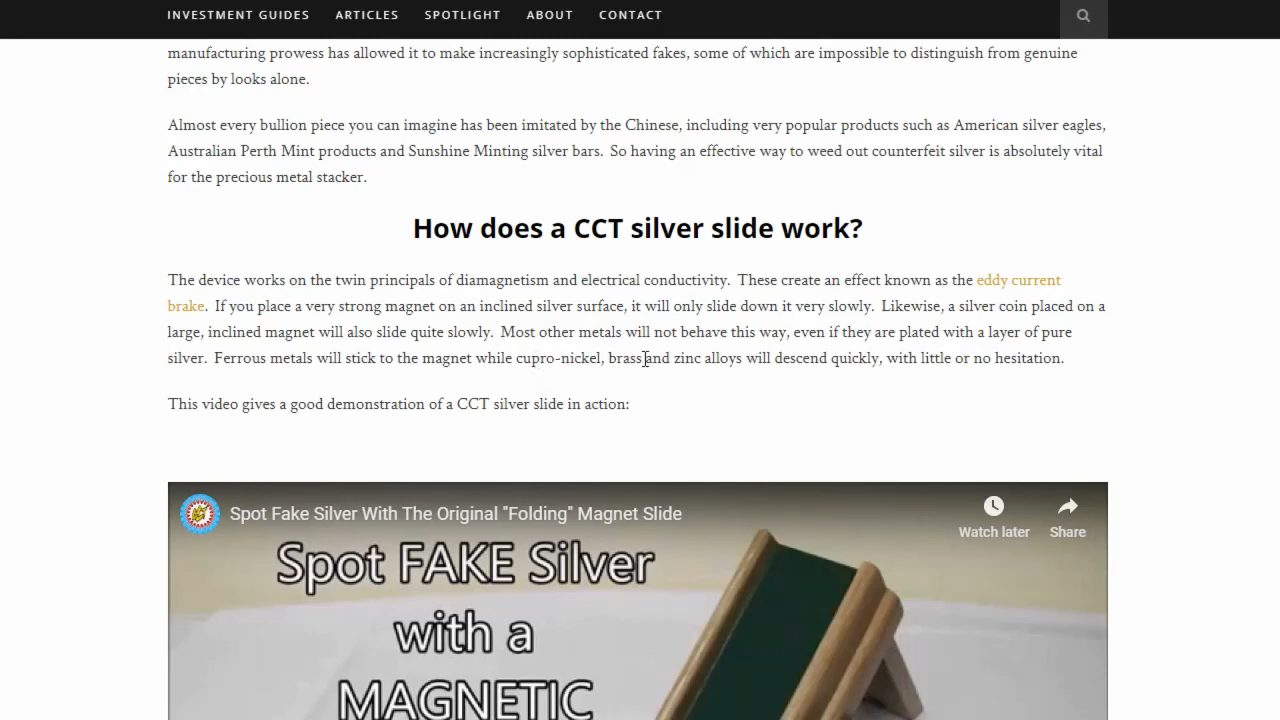 INVESTMENT GUIDES ARTICLES SPOTLIGHT ABOUT CONTACT
manufacturing prowess has allowed it to make increasingly sophisticated fakes, some of which are impossible to distinguish from genuine
pieces by looks alone.
Almost every bullion piece you can imagine has been imitated by the Chinese, including very popular products such as American silver eagles,
Australian Perth Mint products and Sunshine Minting silver bars.  So having an effective way to weed out counterfeit silver is absolutely vital
for the precious metal stacker.
How does a CCT silver slide work?
The device works on the twin principals of diamagnetism and electrical conductivity.  These create an effect known as the eddy current
brake.  If you place a very strong magnet on an inclined silver surface, it will only slide down it very slowly.  Likewise, a silver coin placed on a
large, inclined magnet will also slide quite slowly.  Most other metals will not behave this way, even if they are plated with a layer of pure
silver.  Ferrous metals will stick to the magnet while cupro-nickel, brass and zinc alloys will descend quickly, with little or no hesitation.
This video gives a good demonstration of a CCT silver slide in action:
Spot Fake Silver With The Original "Folding" Magnet Slide
Watch later
Share
Spot FAKE Silver
with a
MAGNETIC